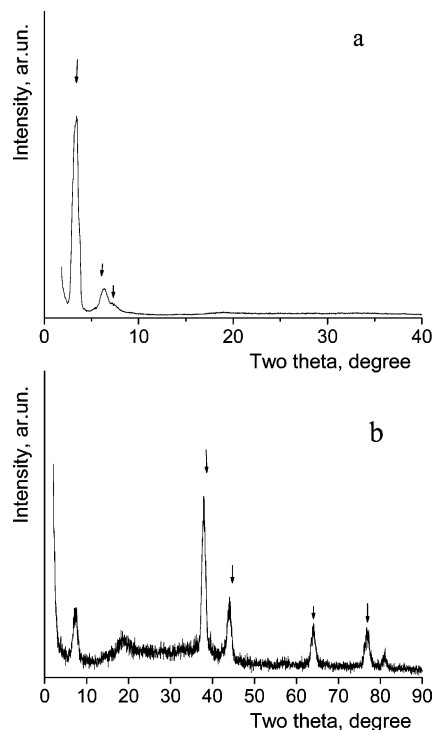 a
Intensity, ar.un.
0 10 20 30 40
Two theta, degree
b
Intensity, ar.un.
0 10 20 30 40 50 60 70 80 90
Two theta, degree